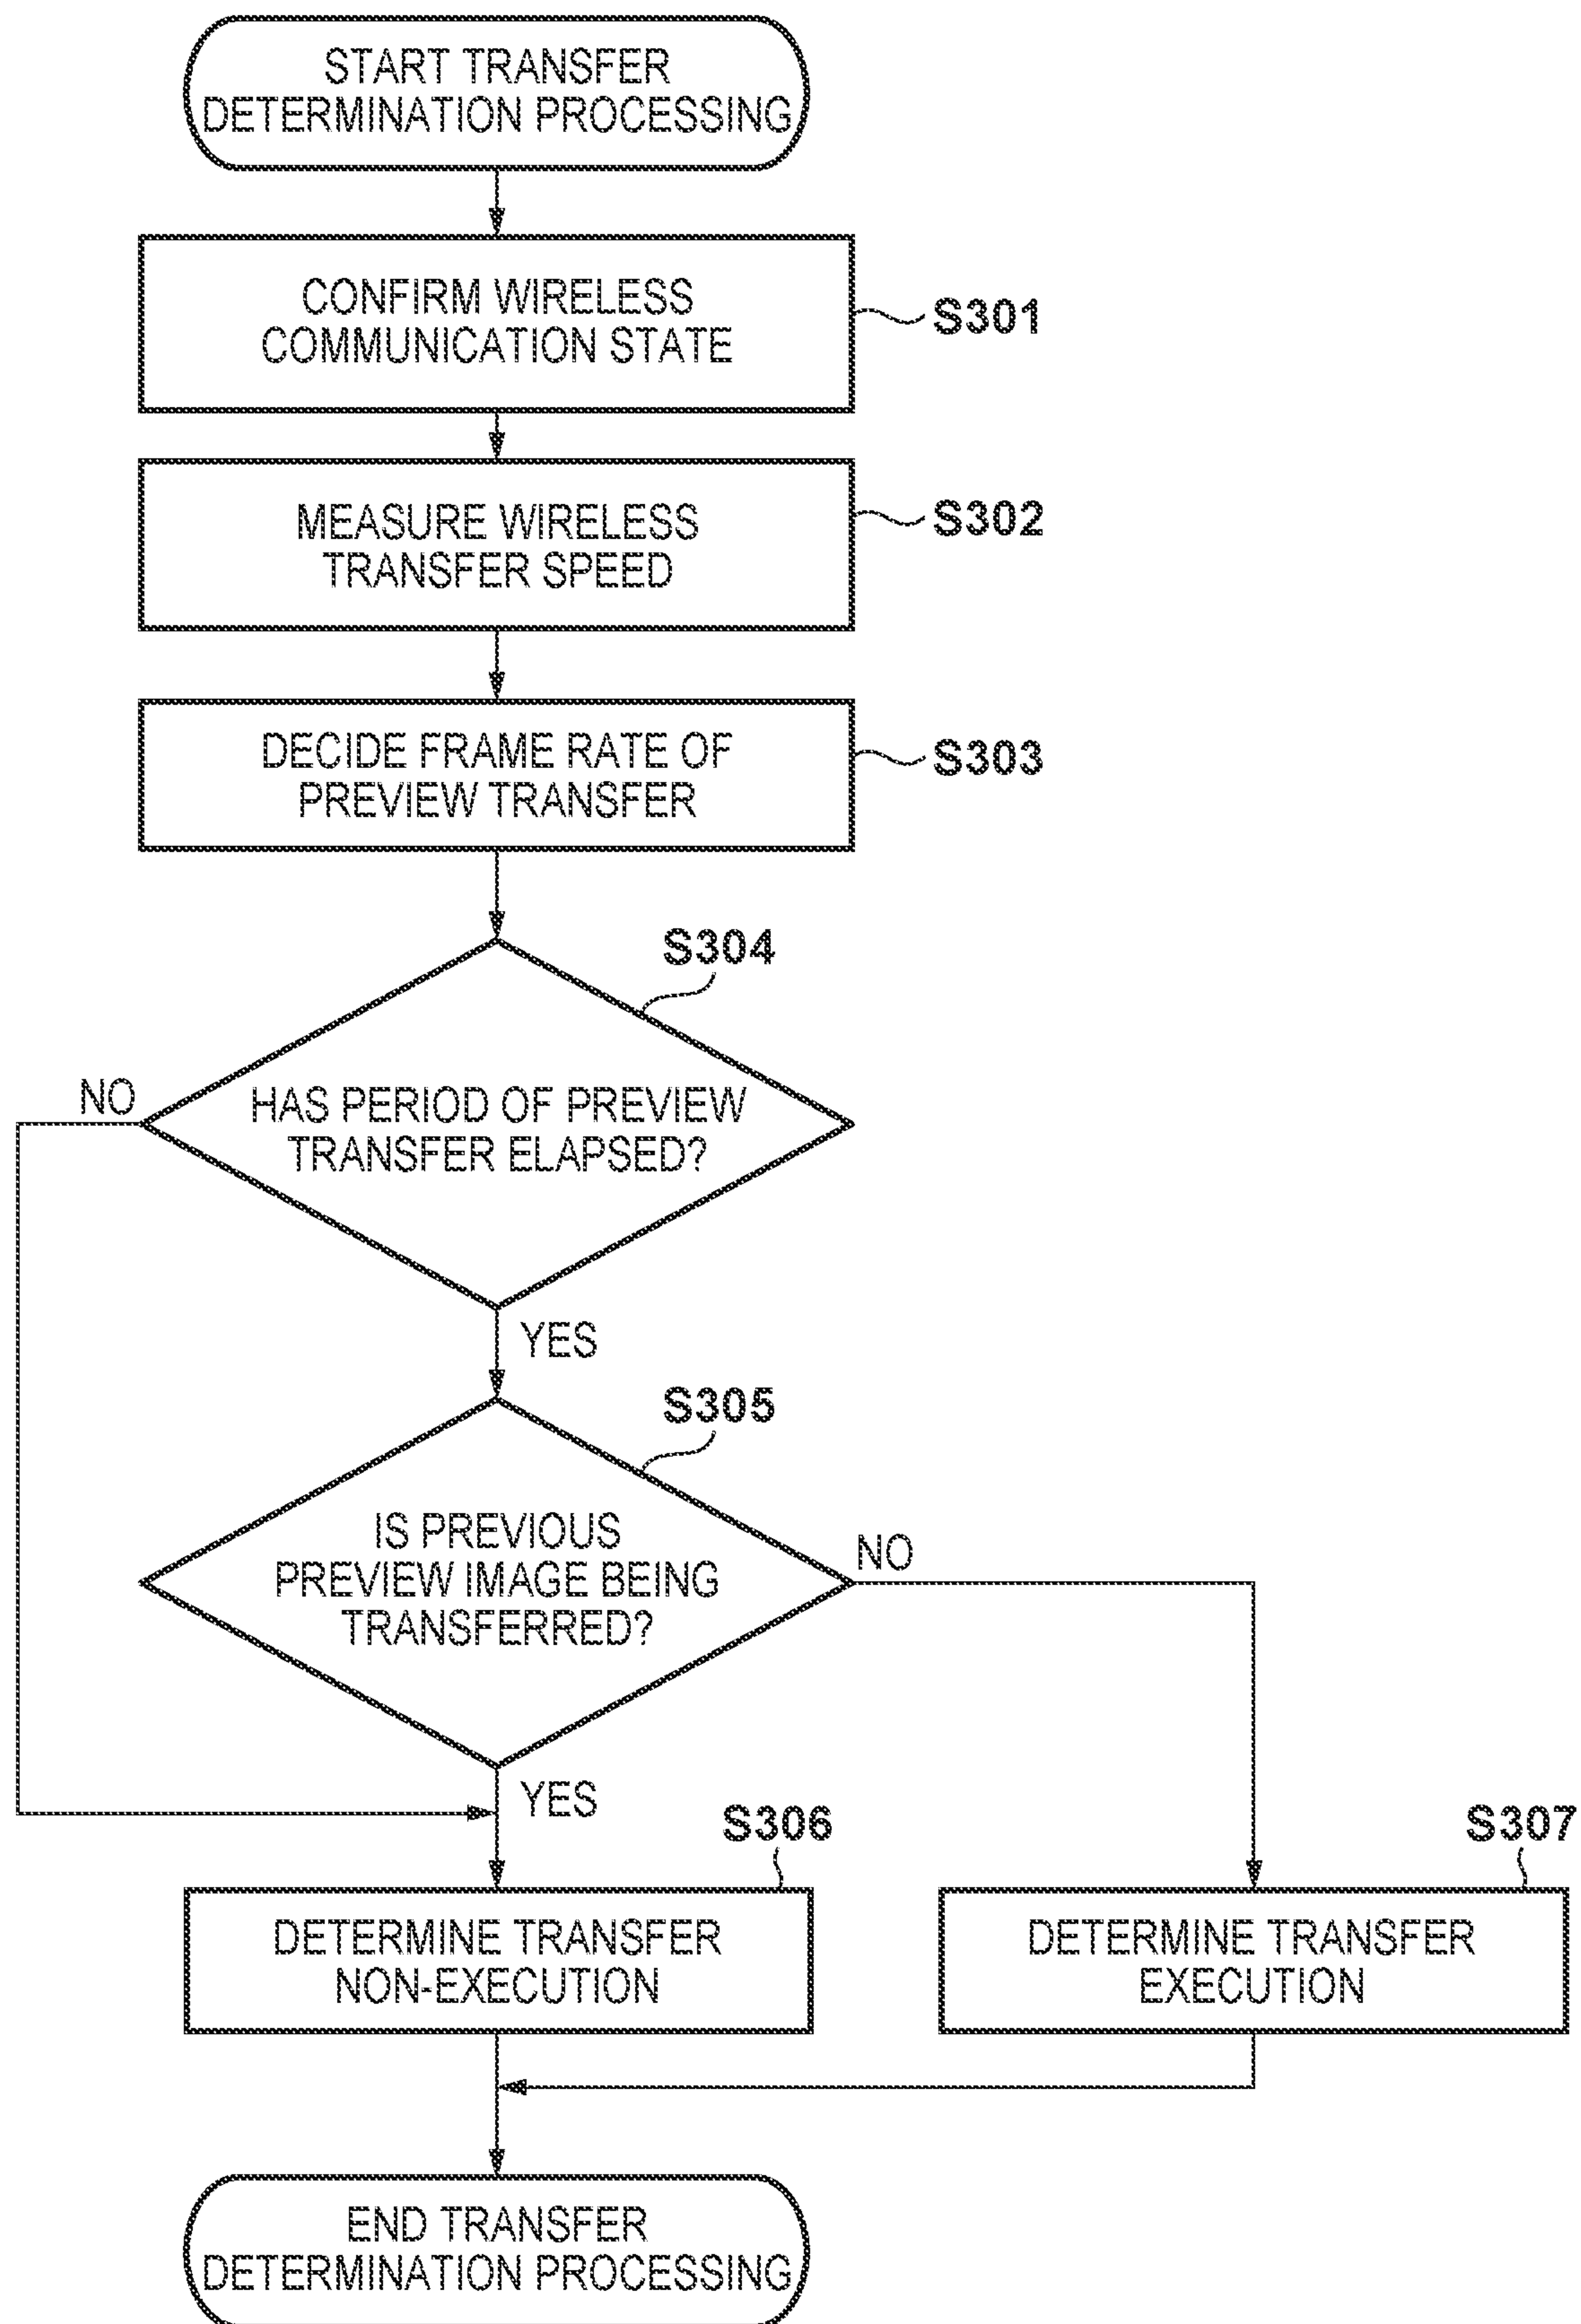 START TRANSFER
DETERMINATION PROCESSING
CONFIRM WIRELESS
COMMUNICATION STATE
S301
MEASURE WIRELESS
TRANSFER SPEED
S302
DECIDE FRAME RATE OF
PREVIEW TRANSFER
S303
S304
NO
HAS PERIOD OF PREVIEW
TRANSFER ELAPSED?
YES
S305
IS PREVIOUS
PREVIEW IMAGE BEING
TRANSFERRED?
NO
YES
S306
S307
DETERMINE TRANSFER
NON-EXECUTION
DETERMINE TRANSFER
EXECUTION
END TRANSFER
DETERMINATION PROCESSING